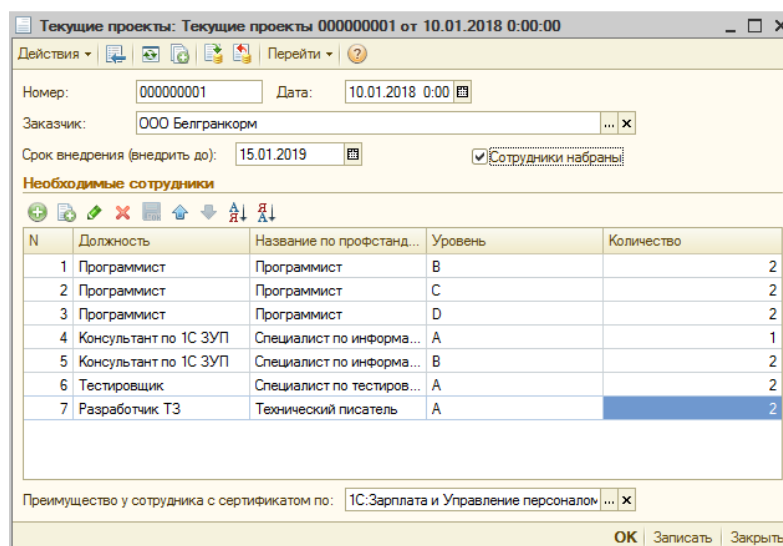 Текущие проекты: Текущие проекты 000000001 от 10.01.2018 0:00:00
Действия Перейти
Номер: 000000001 Дата: 10.01.2018 0:00
Заказчик: ООО Белгранкорм ...
Срок внедрения (внедрить до): 15.01.2019 Сотрудники набраны
Необходимые сотрудники
N Должность Название по профстанд... Уровень Количество
1 Программист Программист B 2
2 Программист Программист C 2
3 Программист Программист D 2
4 Консультант по 1С ЗУП Специалист по информа... A 1
5 Консультант по 1С ЗУП Специалист по информа... B 2
6 Тестировщик Специалист по тестиров... A 2
7 Разработчик ТЗ Технический писатель A 2
Преимущество у сотрудника с сертификатом по: 1С:Зарплата и Управление персоналом ...
OK Записать Закрыть